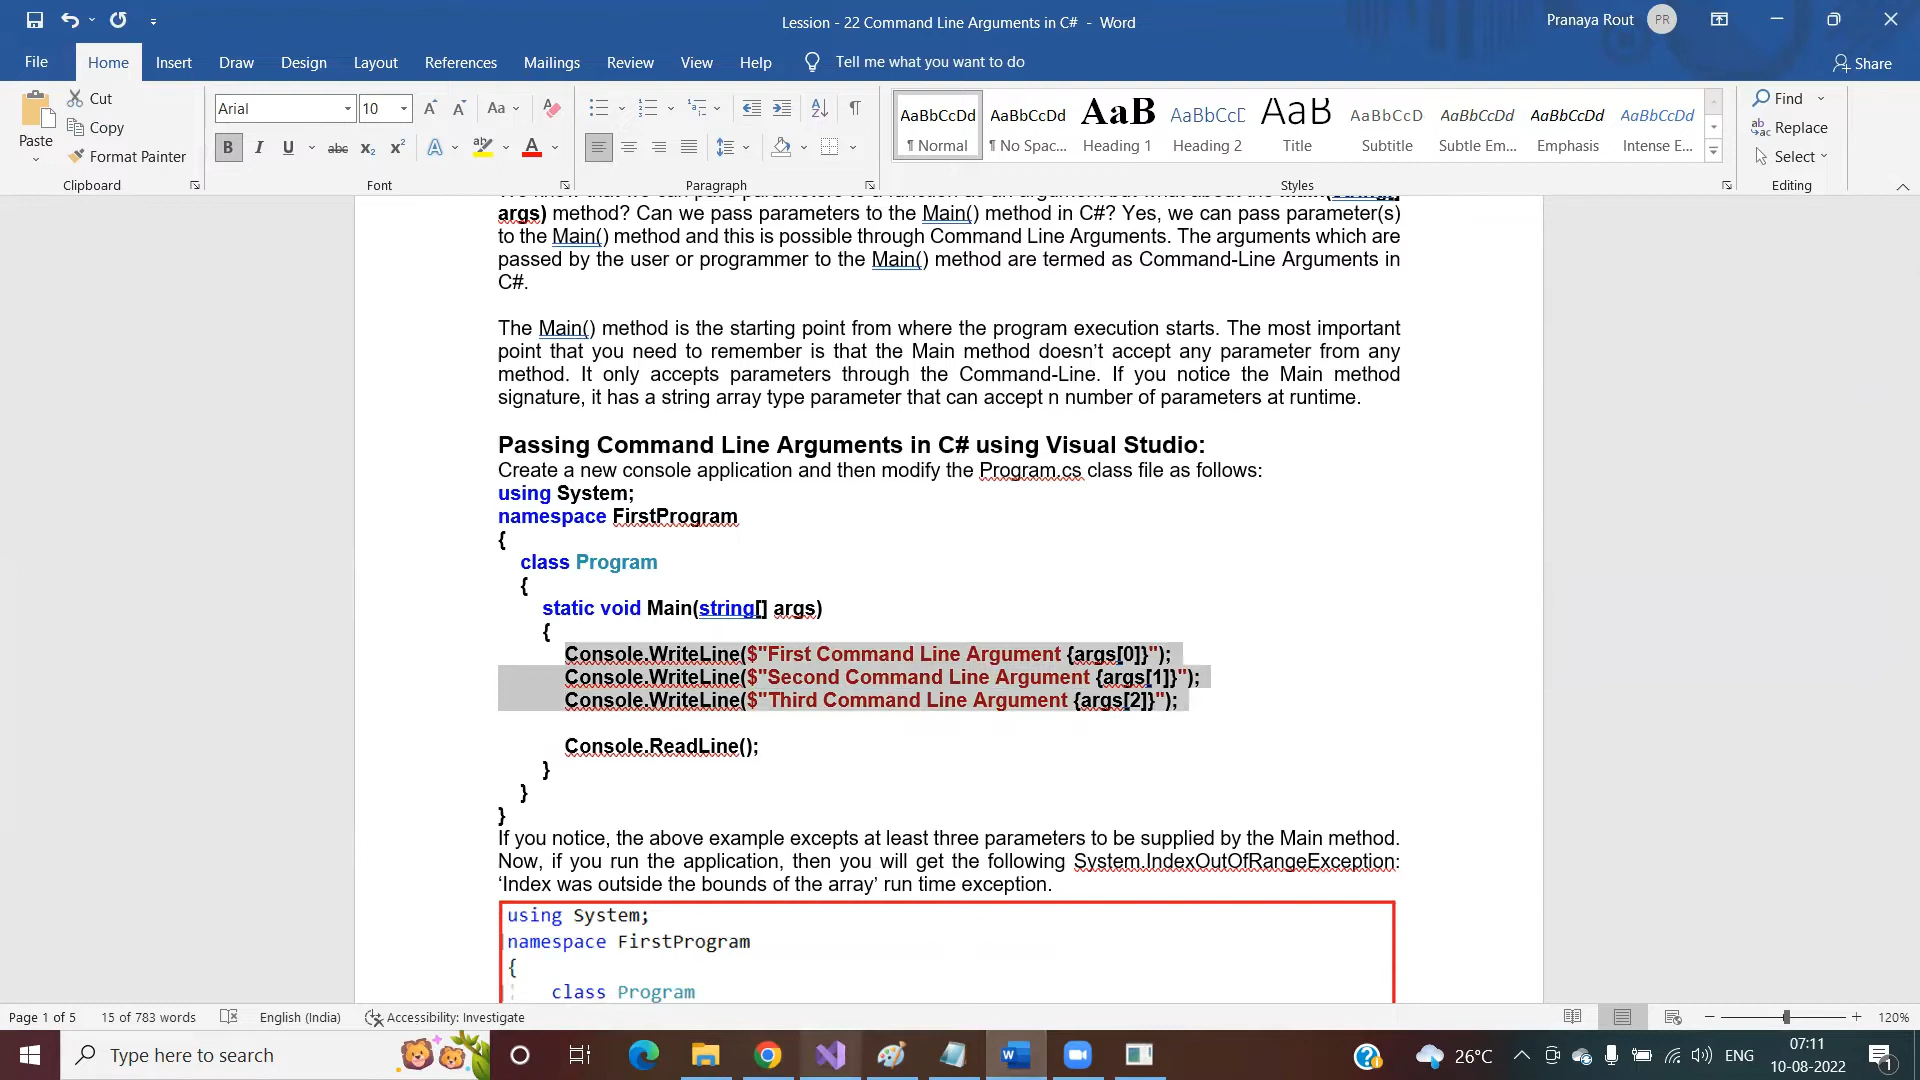 Lession - 22 Command Line Arguments in C# - Word
Pranaya Rout
PR
File Home Insert Draw Design Layout References Mailings Review View Help Tell me what you want to do
Share
Paste
Cut
Copy
Format Painter
Clipboard
Arial 10
Font
Paragraph
AaBbCcDd AaBbCcDd AaB AaBbCcC AaB AaBbCcD AaBbCcDd AaBbCcDd AaBbCcDd
¶ Normal ¶ No Spac... Heading 1 Heading 2 Title Subtitle Subtle Em... Emphasis Intense E...
Styles
Find
Replace
Select
Editing
args) method? Can we pass parameters to the Main() method in C#? Yes, we can pass parameter(s)
to the Main() method and this is possible through Command Line Arguments. The arguments which are
passed by the user or programmer to the Main() method are termed as Command-Line Arguments in
C#.
The Main() method is the starting point from where the program execution starts. The most important
point that you need to remember is that the Main method doesn’t accept any parameter from any
method. It only accepts parameters through the Command-Line. If you notice the Main method
signature, it has a string array type parameter that can accept n number of parameters at runtime.
Passing Command Line Arguments in C# using Visual Studio:
Create a new console application and then modify the Program.cs class file as follows:
using System;
namespace FirstProgram
{
class Program
{
static void Main(string[] args)
{
Console.WriteLine($"First Command Line Argument {args[0]}");
Console.WriteLine($"Second Command Line Argument {args[1]}");
Console.WriteLine($"Third Command Line Argument {args[2]}");
Console.ReadLine();
}
}
}
If you notice, the above example excepts at least three parameters to be supplied by the Main method.
Now, if you run the application, then you will get the following System.IndexOutOfRangeException:
‘Index was outside the bounds of the array’ run time exception.
using System;
namespace FirstProgram
{
class Program
Page 1 of 5 15 of 783 words English (India) Accessibility: Investigate 120%
Type here to search
26°C
ENG
07:11
10-08-2022
1